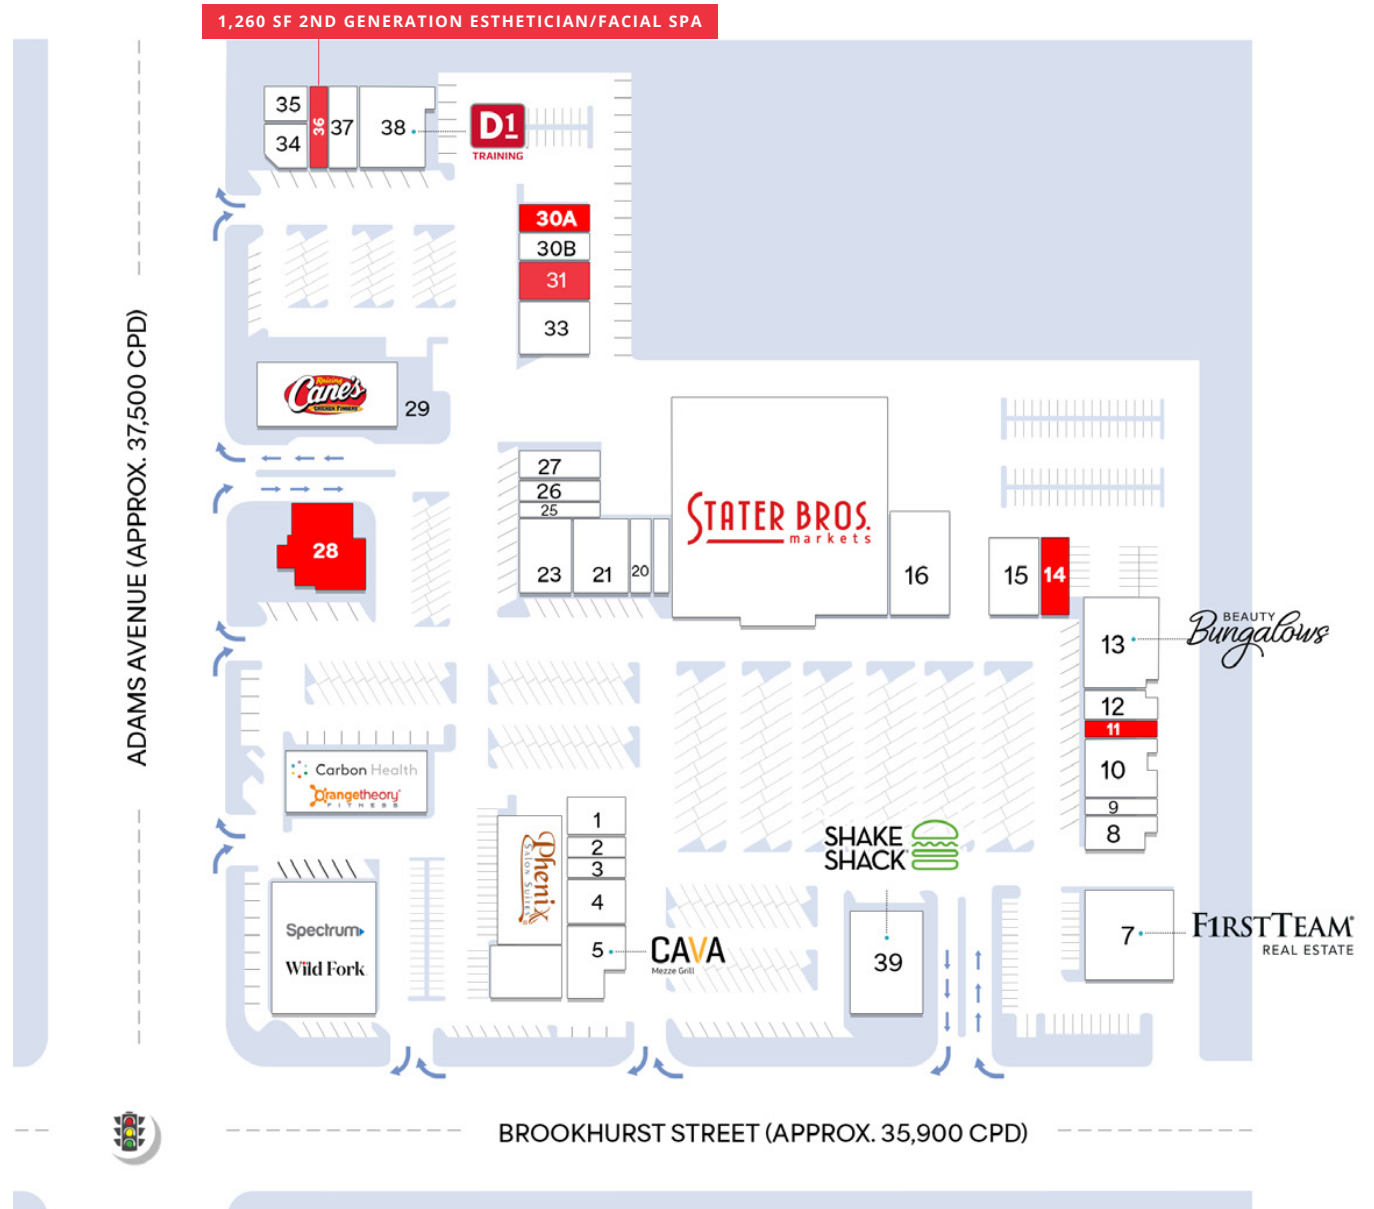 1,260 SF 2ND GENERATION ESTHETICIAN/FACIAL SPA
35
34
36
37
38
D1
TRAINING
30A
30B
31
33
ADAMS AVENUE (APPROX. 37,500 CPD)
Raising
Cane's
CHICKEN FINGERS
29
27
26
25
23
21
20
28
STATER BROS.
markets
16
15
14
13
BEAUTY
Bungalows
12
11
10
9
8
Carbon Health
Orangetheory
FITNESS
Phenix
SALON SUITES
1
2
3
4
5
CAVA
Mezze Grill
SHAKE
SHACK
39
7
F1RSTTEAM
REAL ESTATE
Spectrum
Wild Fork
BROOKHURST STREET (APPROX. 35,900 CPD)